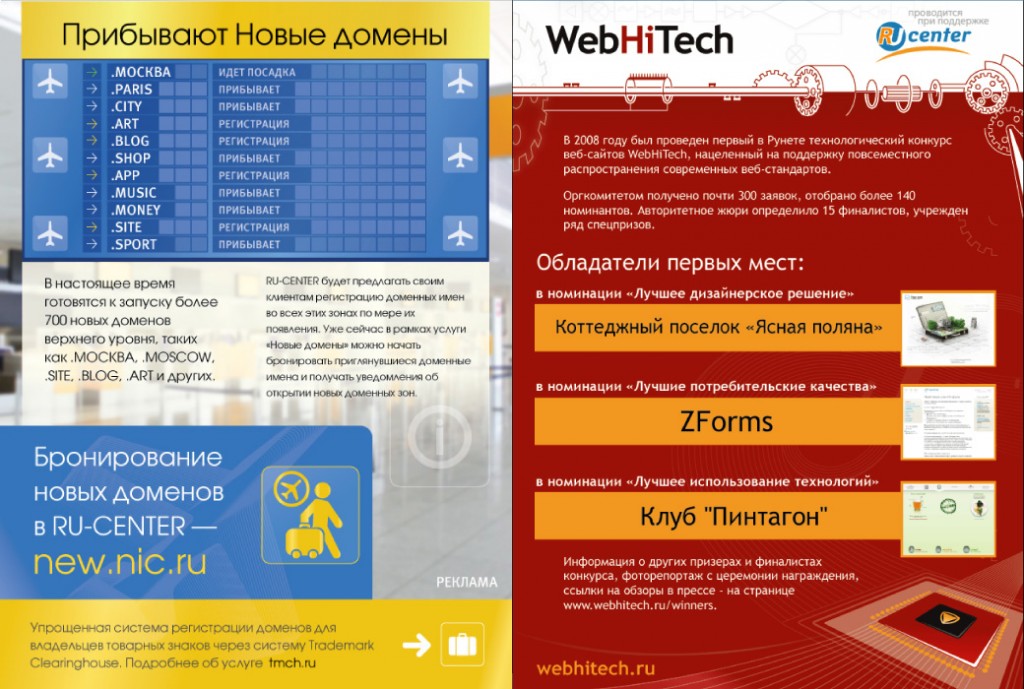 Прибывают Новые домены
.МОСКВА ИДЕТ ПОСАДКА
.PARIS ПРИБЫВАЕТ
.CITY ПРИБЫВАЕТ
.ART РЕГИСТРАЦИЯ
.BLOG РЕГИСТРАЦИЯ
.SHOP ПРИБЫВАЕТ
.APP РЕГИСТРАЦИЯ
.MUSIC ПРИБЫВАЕТ
.MONEY ПРИБЫВАЕТ
.SITE РЕГИСТРАЦИЯ
.SPORT ПРИБЫВАЕТ
В настоящее время
готовятся к запуску более
700 новых доменов
верхнего уровня, таких
как .МОСКВА, .MOSCOW,
.SITE, .BLOG, .ART и других.
RU-CENTER будет предлагать своим
клиентам регистрацию доменных имен
во всех этих зонах по мере их
появления. Уже сейчас в рамках услуги
«Новые домены» можно начать
бронировать приглянувшиеся доменные
имена и получать уведомления об
открытии новых доменных зон.
Бронирование
новых доменов
в RU-CENTER —
new.nic.ru
РЕКЛАМА
Упрощенная система регистрации доменов для
владельцев товарных знаков через систему Trademark
Clearinghouse. Подробнее об услуге tmch.ru
WebHiTech
проводится
при поддержке
RU center
В 2008 году был проведен первый в Рунете технологический конкурс
веб-сайтов WebHiTech, нацеленный на поддержку повсеместного
распространения современных веб-стандартов.
Оргкомитетом получено почти 300 заявок, отобрано более 140
номинантов. Авторитетное жюри определило 15 финалистов, учрежден
ряд спецпризов.
Обладатели первых мест:
в номинации «Лучшее дизайнерское решение»
Коттеджный поселок «Ясная поляна»
в номинации «Лучшие потребительские качества»
ZForms
в номинации «Лучшее использование технологий»
Клуб "Пинтагон"
Информация о других призерах и финалистах
конкурса, фоторепортаж с церемонии награждения,
ссылки на обзоры в прессе - на странице
www.webhitech.ru/winners.
webhitech.ru